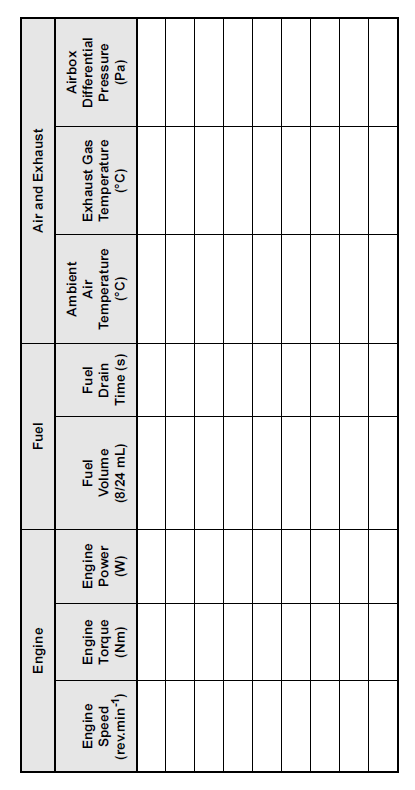 Engine
Fuel
Air and Exhaust
Engine
Speed
(rev.min⁻¹)
Engine
Torque
(Nm)
Engine
Power
(W)
Fuel
Volume
(8/24 mL)
Fuel
Drain
Time (s)
Ambient
Air
Temperature
(°C)
Exhaust Gas
Temperature
(°C)
Airbox
Differential
Pressure
(Pa)